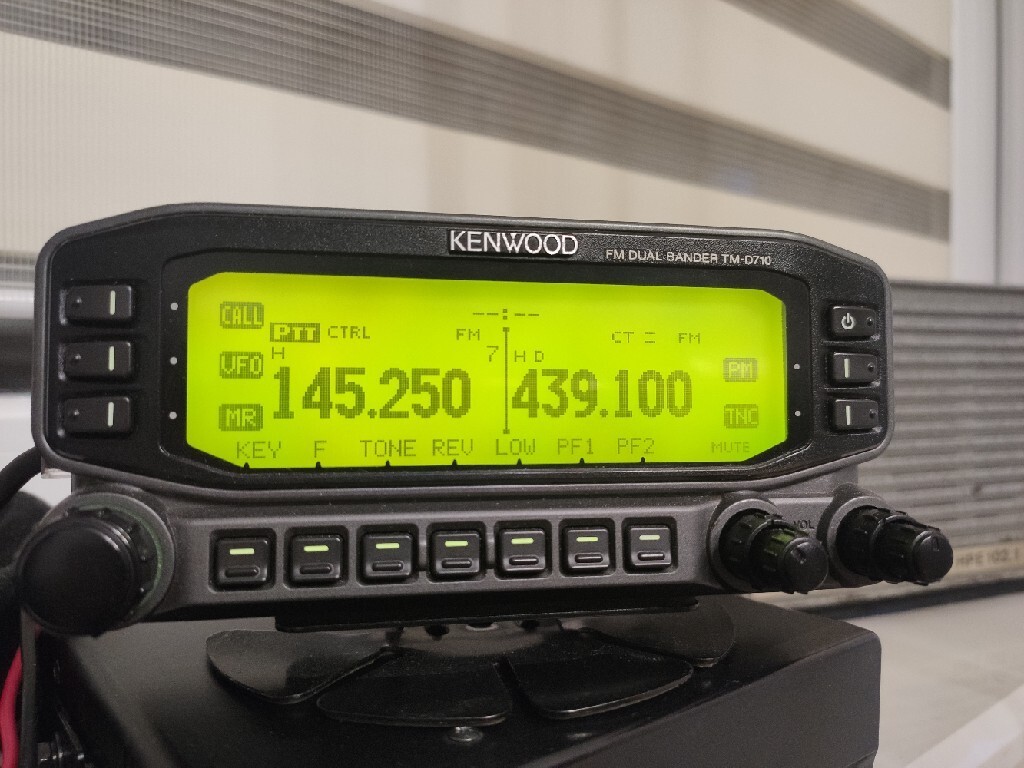 KENWOOD
FM DUAL BANDER TM-D710
CALL
--:--
PTT CTRL FM CT FM
H 7 H D
VFO
PM
145.250 439.100
MR
TNC
KEY F TONE REV LOW PF1 PF2 MUTE
VOL